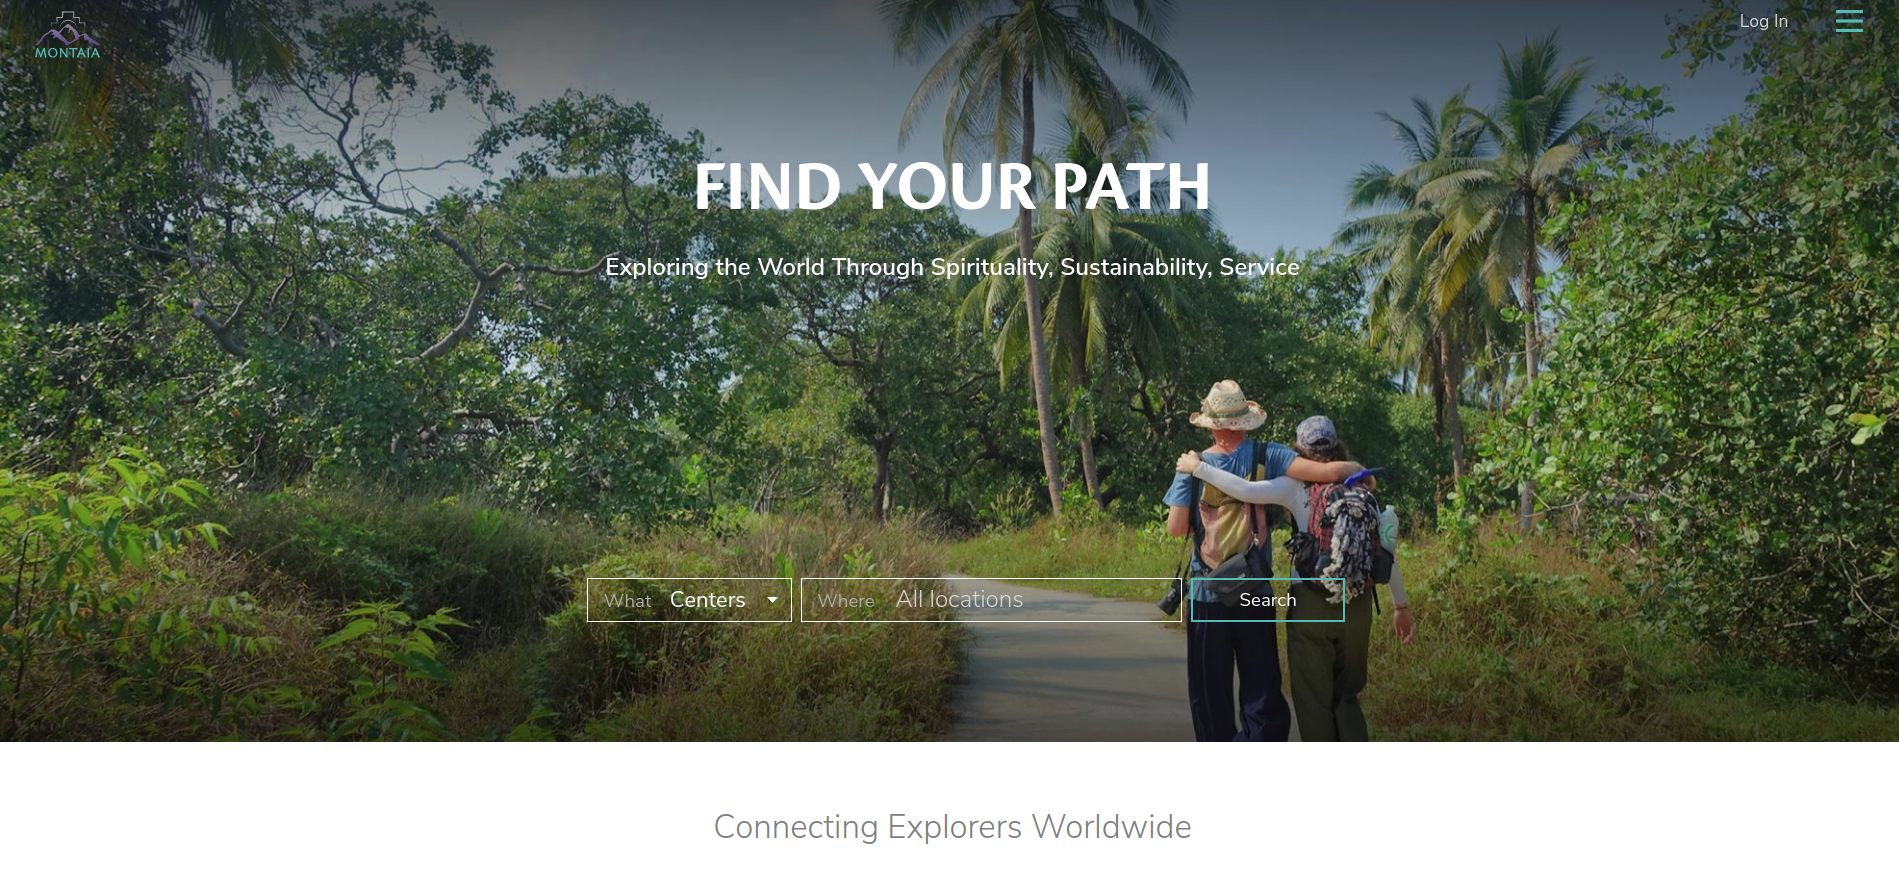 MONTAIA
Log In
FIND YOUR PATH
Exploring the World Through Spirituality, Sustainability, Service
What Centers
Where All locations
Search
Connecting Explorers Worldwide